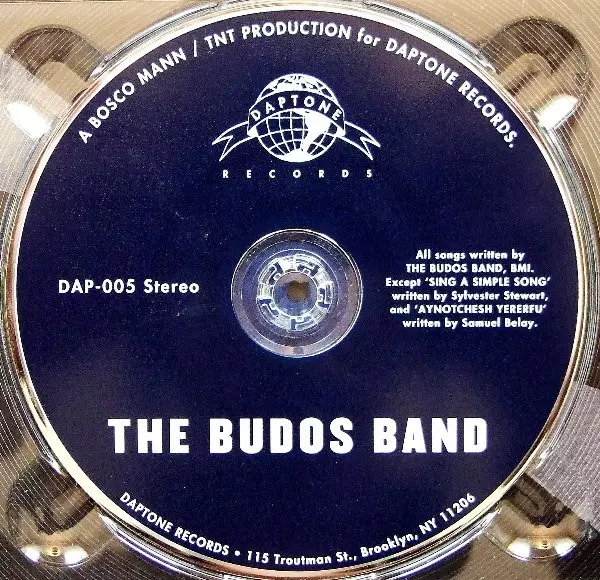 A BOSCO MANN / TNT PRODUCTION for DAPTONE RECORDS.
DAPTONE
RECORDS
DAP-005 Stereo
All songs written by
THE BUDOS BAND, BMI.
Except ‘SING A SIMPLE SONG’
written by Sylvester Stewart,
and ‘AYNOTCHESH YERERFU’
written by Samuel Belay.
THE BUDOS BAND
DAPTONE RECORDS • 115 Troutman St., Brooklyn, NY 11206